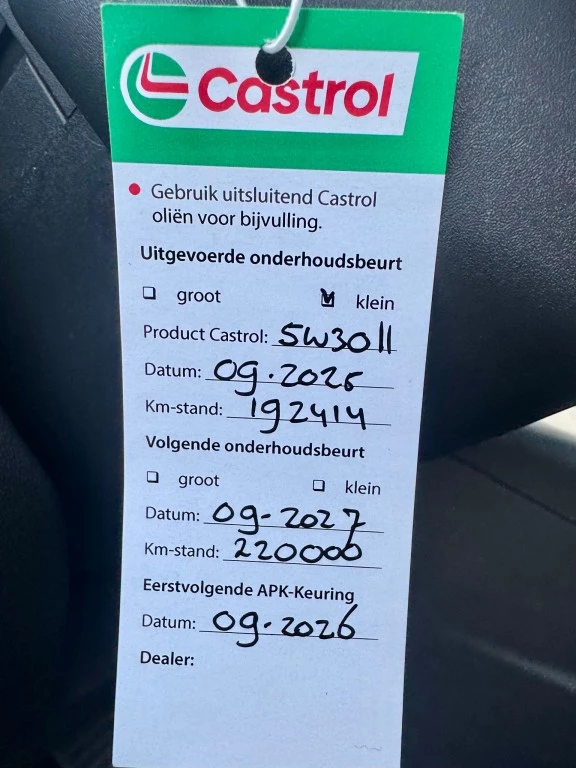 Castrol
Gebruik uitsluitend Castrol
oliën voor bijvulling.
Uitgevoerde onderhoudsbeurt
groot klein
Product Castrol: 5W30ll
Datum: 09.2025
Km-stand: 192414
Volgende onderhoudsbeurt
groot klein
Datum: 09-2027
Km-stand: 220000
Eerstvolgende APK-Keuring
Datum: 09.2026
Dealer: